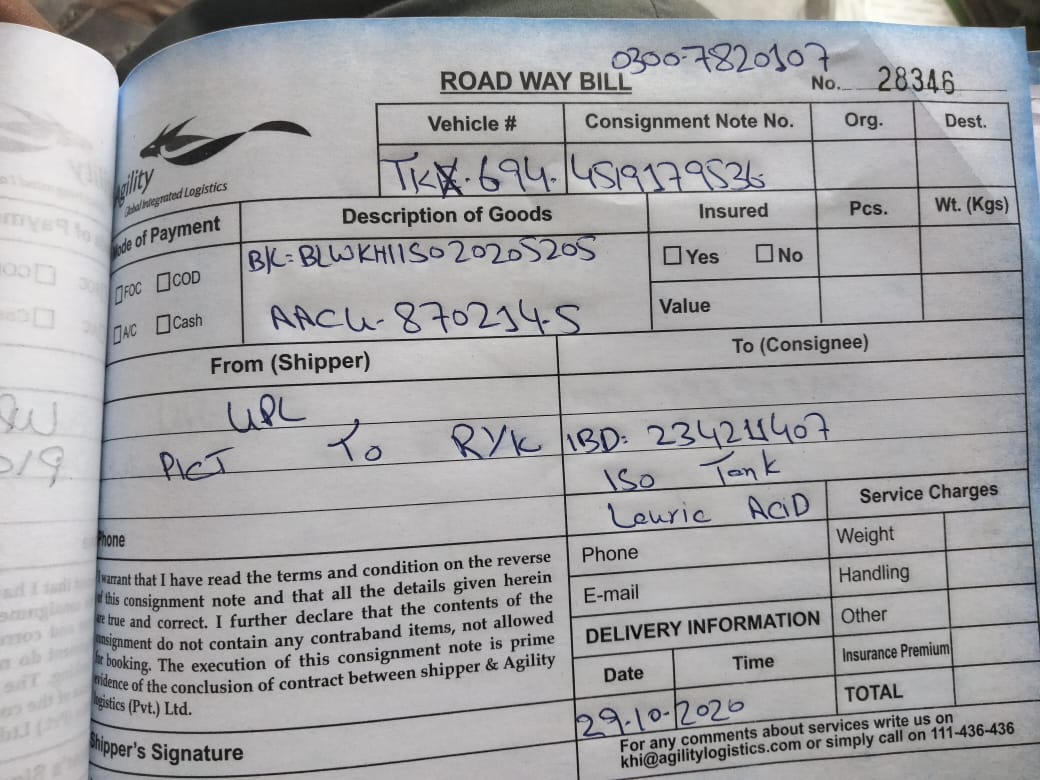 0300-7820107
ROAD WAY BILL
No. 28346
Agility
Global Integrated Logistics
Vehicle # Consignment Note No. Org. Dest.
694. 4519179536
Mode of Payment Description of Goods Insured Pcs. Wt. (Kgs)
FOC COD
B/L= BLWKHIISO20205205
Yes No
A/C Cash
AACU-870214-5
Value
From (Shipper) To (Consignee)
UPL
PICT To RYK
IBD: 234211407
ISO Tank
Lauric AciD
Phone
Phone
E-mail
Service Charges
Weight
Handling
Other
Insurance Premium
TOTAL
I warrant that I have read the terms and condition on the reverse
of this consignment note and that all the details given herein
are true and correct. I further declare that the contents of the
consignment do not contain any contraband items, not allowed
for booking. The execution of this consignment note is prime
evidence of the conclusion of contract between shipper & Agility
Logistics (Pvt.) Ltd.
DELIVERY INFORMATION
Date Time
29-10-2020
Shipper's Signature
For any comments about services write us on
khi@agilitylogistics.com or simply call on 111-436-436